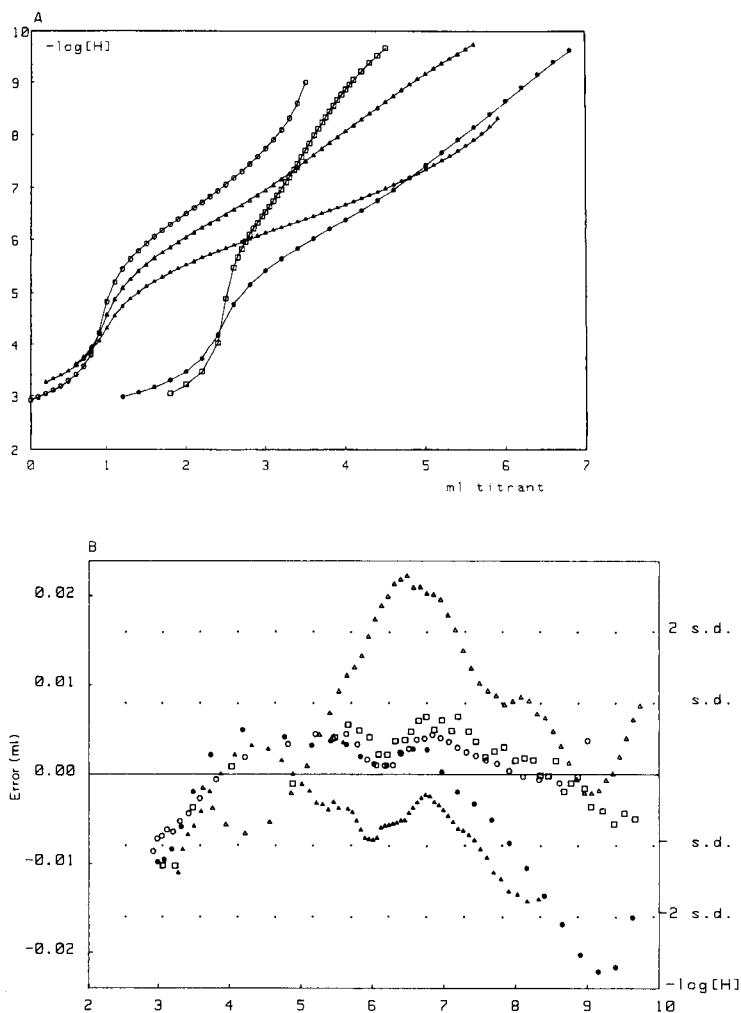 A
-log[H]
10
9
8
7
6
5
4
3
2
0 1 2 3 4 5 6 7
ml titrant
B
0.02
2 s.d.
0.01
s.d.
Error (ml)
0.00
-0.01
- s.d.
-0.02
-2 s.d.
-log[H]
2 3 4 5 6 7 8 9 10